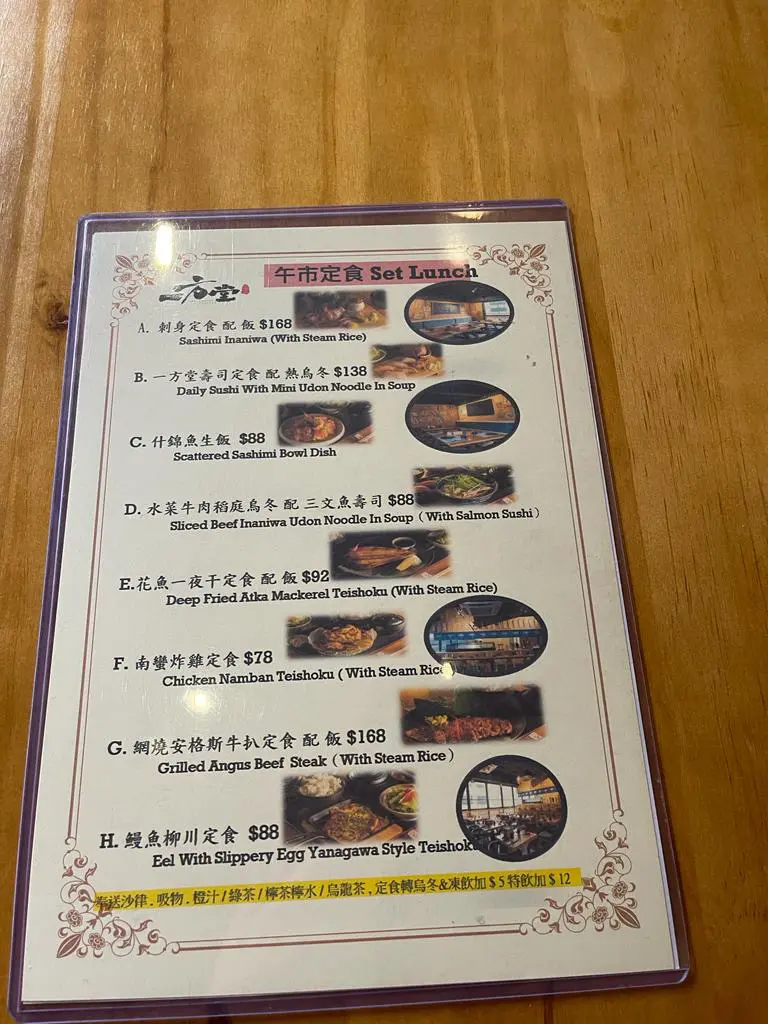 午市定食 Set Lunch
一方堂
A. 刺身定食 配 飯 $168
Sashimi Inaniwa (With Steam Rice)
B. 一方堂壽司定食 配 熱烏冬 $138
Daily Sushi With Mini Udon Noodle In Soup
C. 什錦魚生飯 $88
Scattered Sashimi Bowl Dish
D. 水菜牛肉稻庭烏冬 配 三文魚壽司 $88
Sliced Beef Inaniwa Udon Noodle In Soup (With Salmon Sushi)
E.花魚一夜干定食 配 飯 $92
Deep Fried Atka Mackerel Teishoku (With Steam Rice)
F. 南蠻炸雞定食 $78
Chicken Namban Teishoku (With Steam Rice
G. 網燒安格斯牛扒定食 配 飯 $168
Grilled Angus Beef Steak (With Steam Rice)
H. 鰻魚柳川定食 $88
Eel With Slippery Egg Yanagawa Style Teishoku
奉送沙律 . 吸物 . 橙汁 / 綠茶 / 檸茶檸水 / 烏龍茶 , 定食轉烏冬&凍飲加 $ 5 特飲加 $ 12